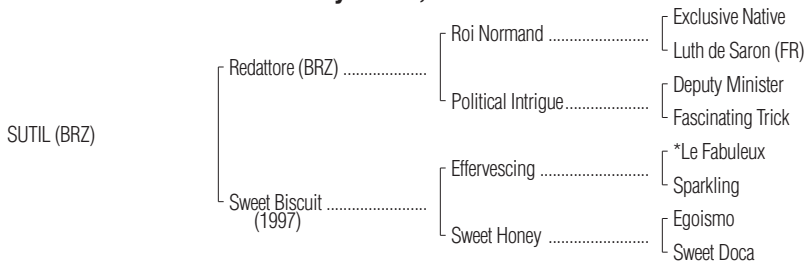 Exclusive Native
Roi Normand ....................
Luth de Saron (FR)
Redattore (BRZ) ....................
Deputy Minister
Political Intrigue....................
Fascinating Trick
SUTIL (BRZ)
*Le Fabuleux
Effervescing ....................
Sparkling
Sweet Biscuit ....................
(1997)
Egoismo
Sweet Honey ....................
Sweet Doca